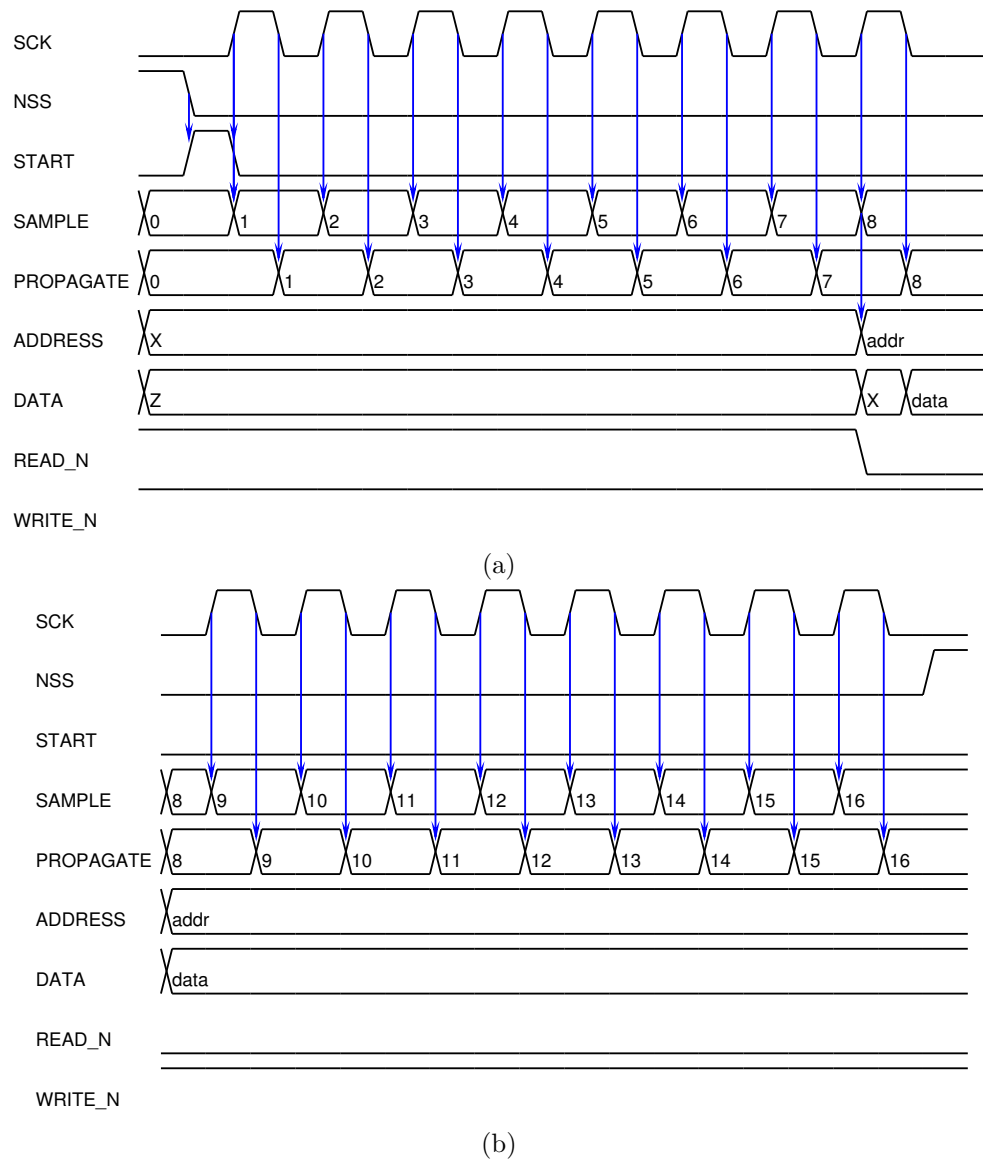 SCK
NSS
START
SAMPLE 0 1 2 3 4 5 6 7 8
PROPAGATE 0 1 2 3 4 5 6 7 8
ADDRESS X addr
DATA Z X data
READ_N
WRITE_N
(a)
SCK
NSS
START
SAMPLE 8 9 10 11 12 13 14 15 16
PROPAGATE 8 9 10 11 12 13 14 15 16
ADDRESS addr
DATA data
READ_N
WRITE_N
(b)